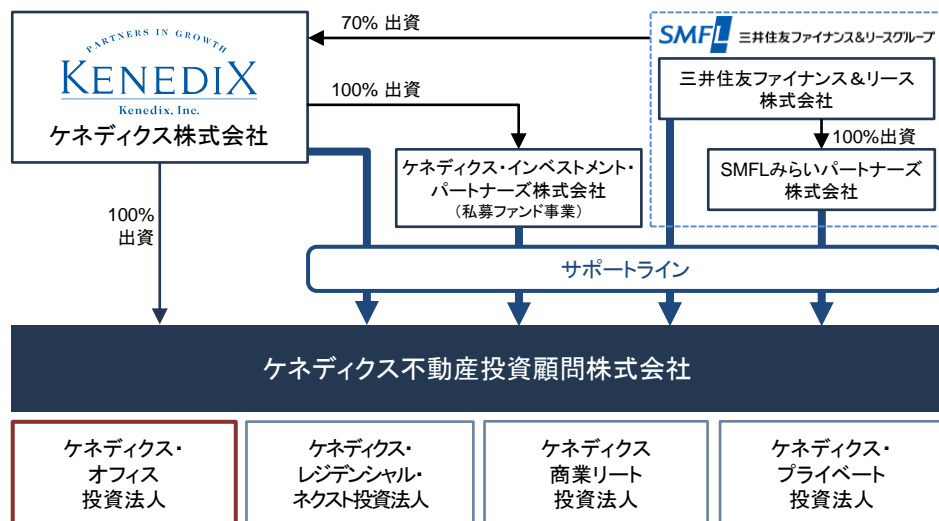 PARTNERS IN GROWTH
KENEDIX
Kenedix, Inc.
ケネディクス株式会社
70% 出資
SMFL 三井住友ファイナンス&リースグループ
三井住友ファイナンス&リース
株式会社
100% 出資
100%出資
ケネディクス・インベストメント・
パートナーズ株式会社
(私募ファンド事業)
SMFLみらいパートナーズ
株式会社
100%
出資
サポートライン
ケネディクス不動産投資顧問株式会社
ケネディクス・
オフィス
投資法人
ケネディクス・
レジデンシャル・
ネクスト投資法人
ケネディクス
商業リート
投資法人
ケネディクス・
プライベート
投資法人